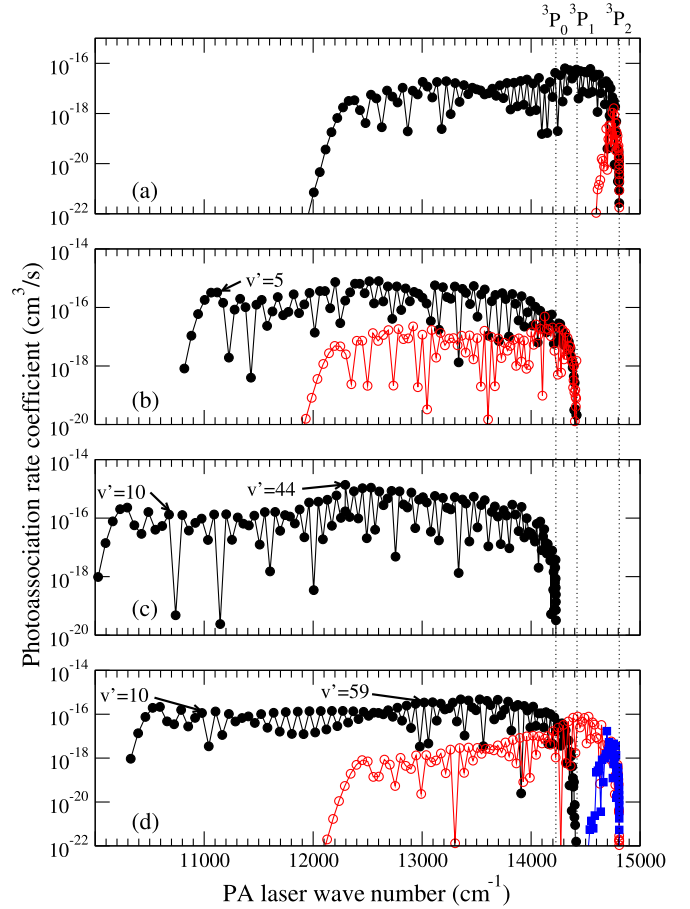 ³P₀ ³P₁ ³P₂
10⁻¹⁶
10⁻¹⁸
10⁻²⁰
10⁻²²
(a)
10⁻¹⁴
10⁻¹⁶
10⁻¹⁸
10⁻²⁰
v'=5
(b)
10⁻¹⁴
10⁻¹⁶
10⁻¹⁸
10⁻²⁰
v'=10
v'=44
(c)
10⁻¹⁴
10⁻¹⁶
10⁻¹⁸
10⁻²⁰
10⁻²²
v'=10
v'=59
(d)
11000 12000 13000 14000 15000
PA laser wave number (cm⁻¹)
Photoassociation rate coefficient (cm³/s)